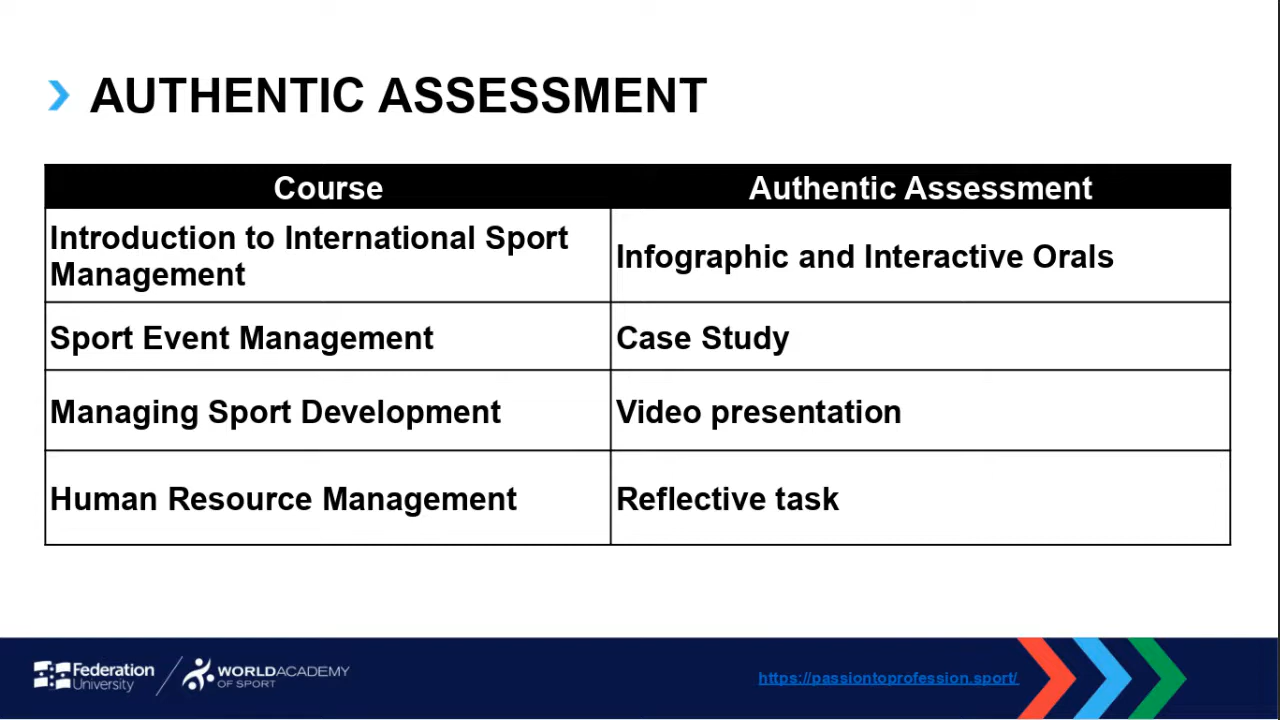 AUTHENTIC ASSESSMENT
Course
Authentic Assessment
Introduction to International Sport
Management
Infographic and Interactive Orals
Sport Event Management
Case Study
Managing Sport Development
Video presentation
Human Resource Management
Reflective task
Federation
University
WORLDACADEMY
OF SPORT
https://passiontoprofession.sport/